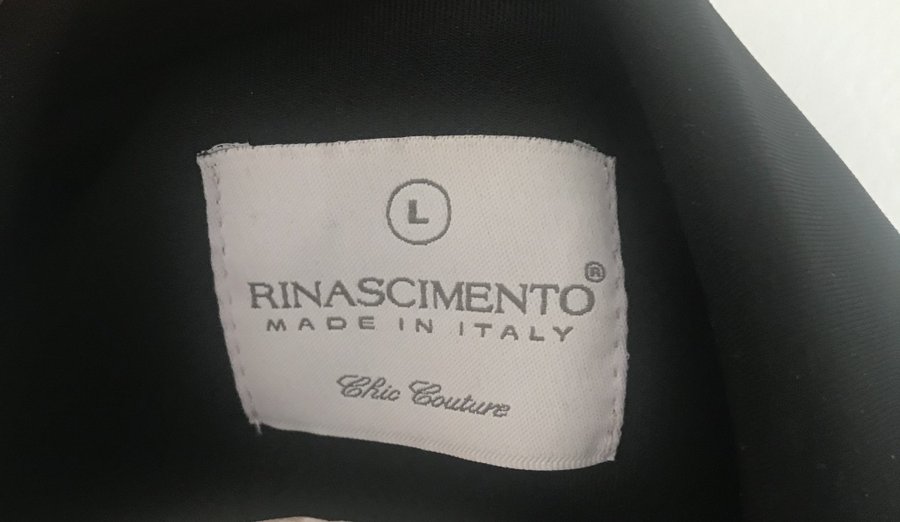 L
RINASCIMENTO®
MADE IN ITALY
Chic Couture